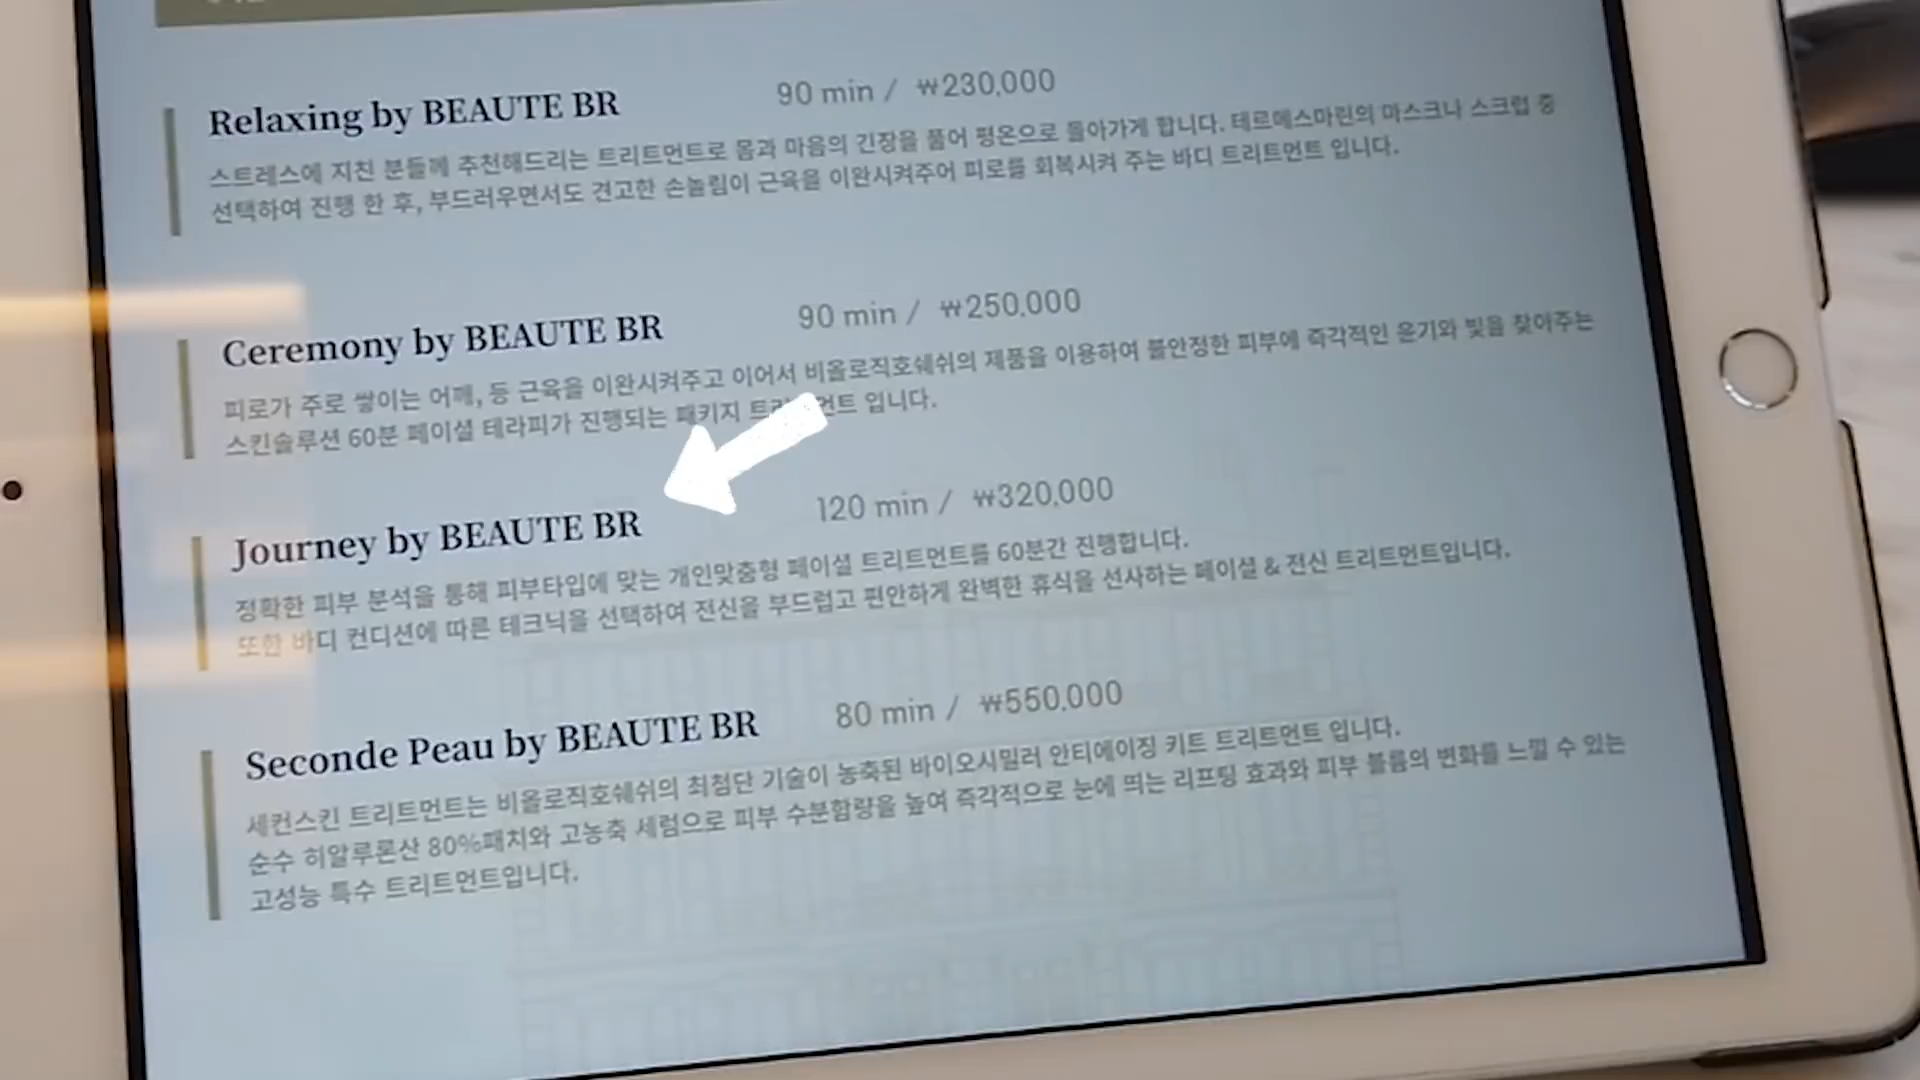 Relaxing by BEAUTE BR 90 min / ₩230,000
스트레스에 지친 분들께 추천해드리는 트리트먼트로 몸과 마음의 긴장을 풀어 평온으로 돌아가게 합니다. 테르메스마린의 마스크나 스크럽 중
선택하여 진행 한 후, 부드러우면서도 견고한 손놀림이 근육을 이완시켜주어 피로를 회복시켜 주는 바디 트리트먼트 입니다.
Ceremony by BEAUTE BR 90 min / ₩250,000
피로가 주로 쌓이는 어깨, 등 근육을 이완시켜주고 이어서 비올로직호쉐쉬의 제품을 이용하여 불안정한 피부에 즉각적인 윤기와 빛을 찾아주는
스킨솔루션 60분 페이셜 테라피가 진행되는 패키지 입니다.
Journey by BEAUTE BR 120 min / ₩320,000
정확한 피부 분석을 통해 피부타입에 맞는 개인맞춤형 페이셜 트리트먼트를 60분간 진행합니다.
또한 바디 컨디션에 따른 테크닉을 선택하여 전신을 부드럽고 편안하게 완벽한 휴식을 선사하는 페이셜 & 전신 트리트먼트입니다.
Seconde Peau by BEAUTE BR 80 min / ₩550,000
세컨스킨 트리트먼트는 비올로직호쉐쉬의 최첨단 기술이 농축된 바이오시밀러 안티에이징 키트 트리트먼트 입니다.
순수 히알루론산 80%패치와 고농축 세럼으로 피부 수분함량을 높여 즉각적으로 눈에 띄는 리프팅 효과와 피부 볼륨의 변화를 느낄 수 있는
고성능 특수 트리트먼트입니다.